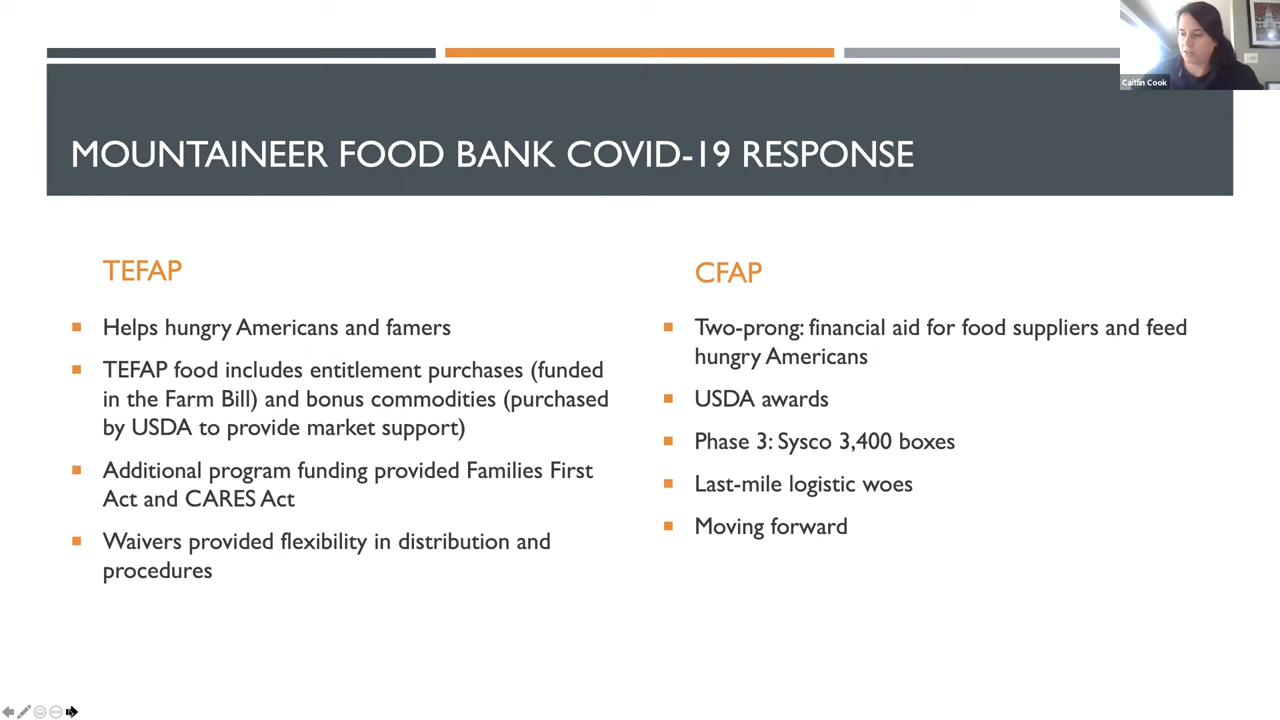 Caitlin Cook
MOUNTAINEER FOOD BANK COVID-19 RESPONSE
TEFAP
Helps hungry Americans and famers
TEFAP food includes entitlement purchases (funded
in the Farm Bill) and bonus commodities (purchased
by USDA to provide market support)
Additional program funding provided Families First
Act and CARES Act
Waivers provided flexibility in distribution and
procedures
CFAP
Two-prong: financial aid for food suppliers and feed
hungry Americans
USDA awards
Phase 3: Sysco 3,400 boxes
Last-mile logistic woes
Moving forward